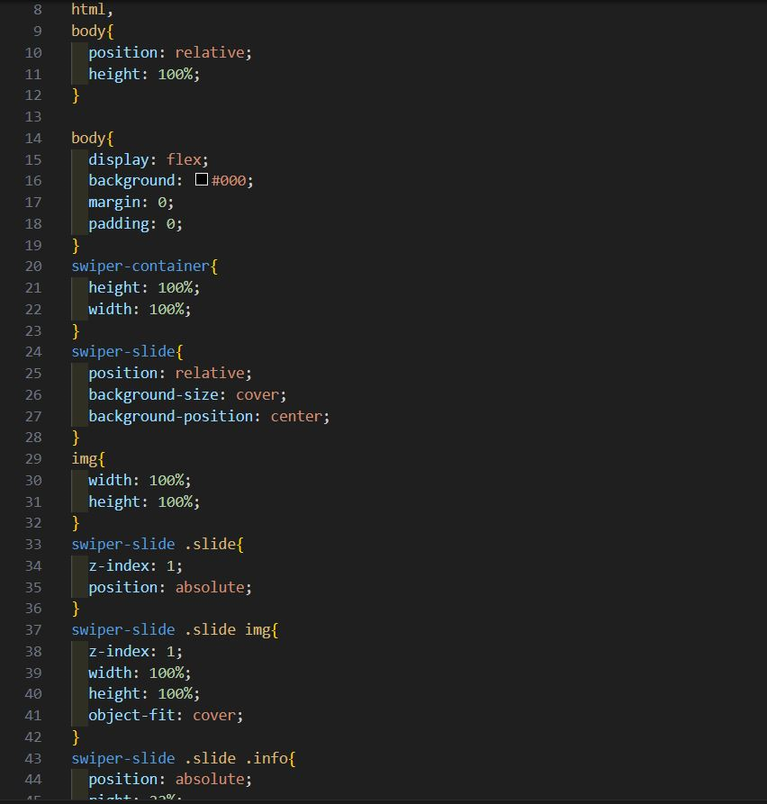 8 html,
9 body{
10 position: relative;
11 height: 100%;
12 }
13
14 body{
15 display: flex;
16 background: #000;
17 margin: 0;
18 padding: 0;
19 }
20 swiper-container{
21 height: 100%;
22 width: 100%;
23 }
24 swiper-slide{
25 position: relative;
26 background-size: cover;
27 background-position: center;
28 }
29 img{
30 width: 100%;
31 height: 100%;
32 }
33 swiper-slide .slide{
34 z-index: 1;
35 position: absolute;
36 }
37 swiper-slide .slide img{
38 z-index: 1;
39 width: 100%;
40 height: 100%;
41 object-fit: cover;
42 }
43 swiper-slide .slide .info{
44 position: absolute;